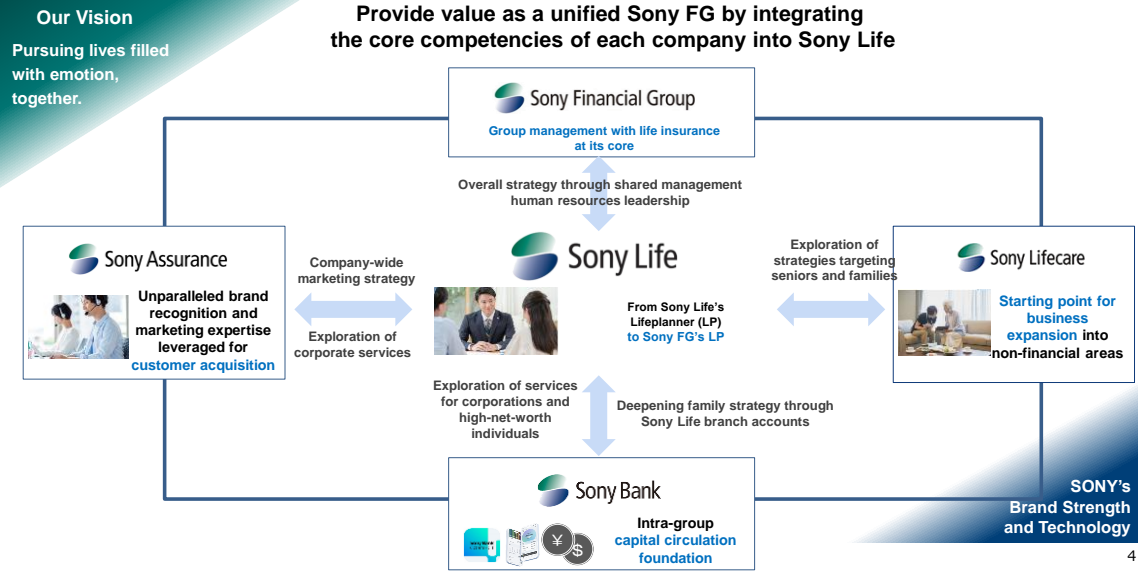 Our Vision
Pursuing lives filled
with emotion,
together.
Provide value as a unified Sony FG by integrating
the core competencies of each company into Sony Life
Sony Financial Group
Group management with life insurance
at its core
Overall strategy through shared management
human resources leadership
Sony Assurance
Unparalleled brand
recognition and
marketing expertise
leveraged for
customer acquisition
Company-wide
marketing strategy
Exploration of
corporate services
Sony Life
From Sony Life's
Lifeplanner (LP)
to Sony FG's LP
Exploration of
strategies targeting
seniors and families
Sony Lifecare
Starting point for
business
expansion into
non-financial areas
Exploration of services
for corporations and
high-net-worth
individuals
Deepening family strategy through
Sony Life branch accounts
Sony Bank
¥
$
Intra-group
capital circulation
foundation
SONY's
Brand Strength
and Technology
4